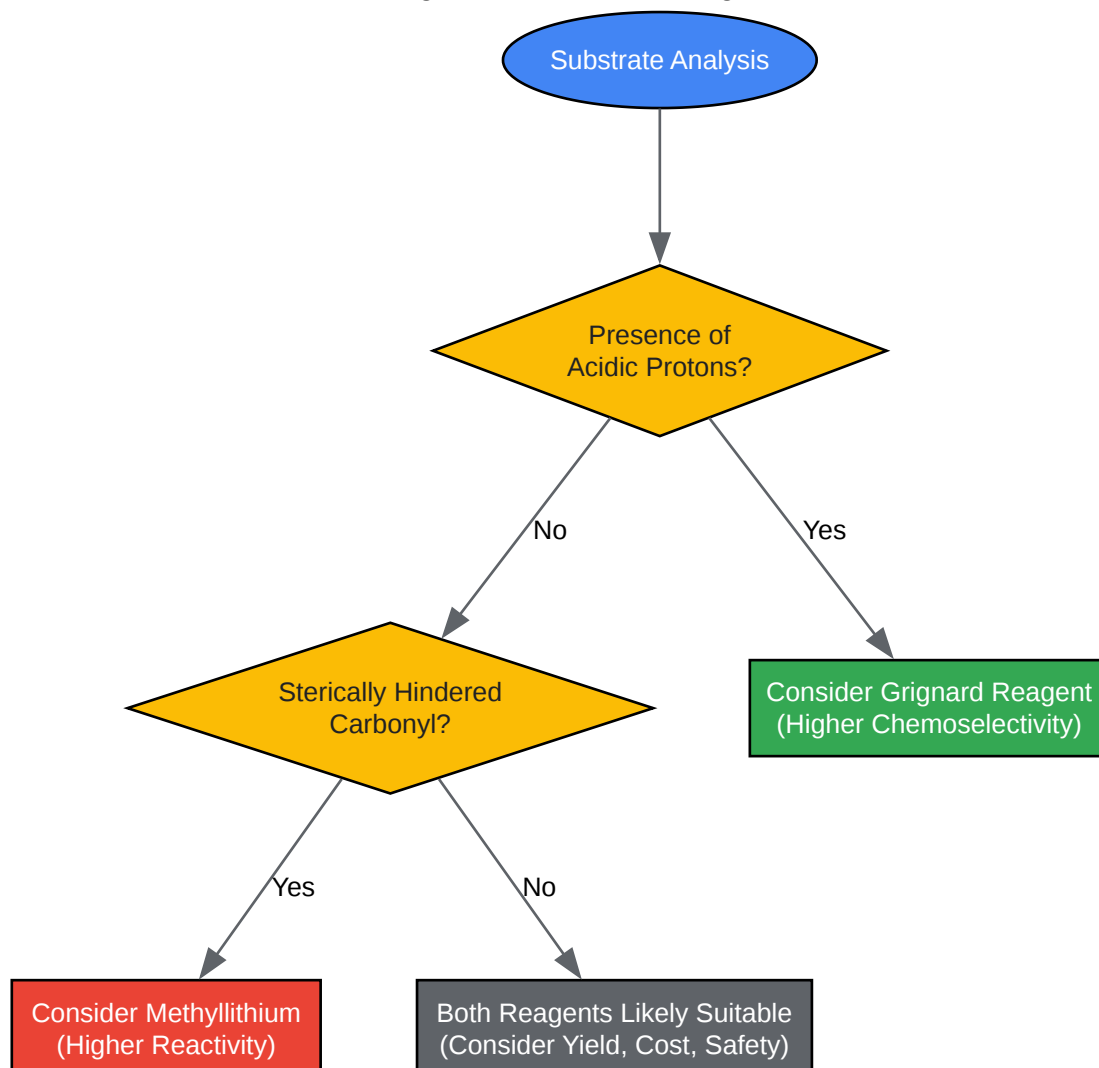 Substrate Analysis
Presence of
Acidic Protons?
No
Yes
Sterically Hindered
Carbonyl?
Consider Grignard Reagent
(Higher Chemoselectivity)
Yes
No
Consider Methyllithium
(Higher Reactivity)
Both Reagents Likely Suitable
(Consider Yield, Cost, Safety)